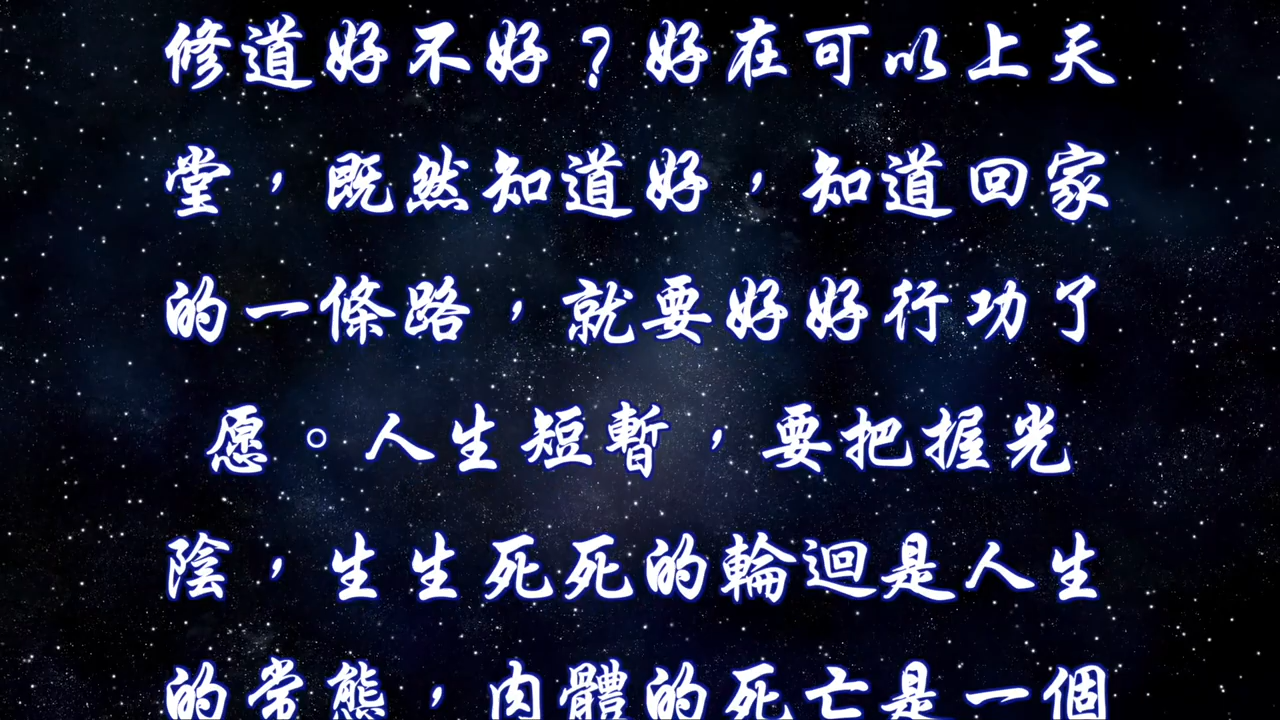 修道好不好？好在可以上天
堂，既然知道好，知道回家
的一條路，就要好好行功了
愿。人生短暫，要把握光
陰，生生死死的輪迴是人生
的常態，肉體的死亡是一個